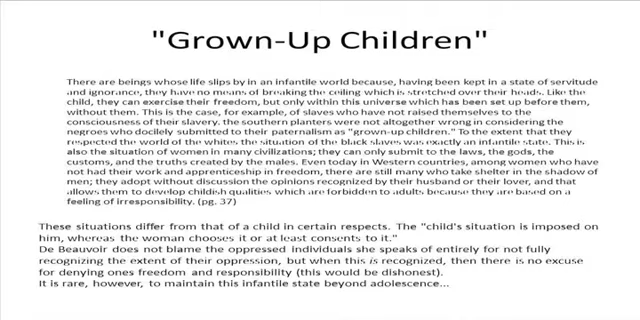 "Grown-Up Children"
There are beings whose life slips by in an infantile world because, having been kept in a state of servitude
and ignorance, they have no means of breaking the ceiling which is stretched over their heads. Like the
child, they can exercise their freedom, but only within this universe which has been set up before them,
without them. This is the case, for example, of slaves who have not raised themselves to the
consciousness of their slavery. the southern planters were not altogether wrong in considering the
negroes who docilely submitted to their paternalism as "grown-up children." To the extent that they
respected the world of the whites the situation of the black slaves was exactly an infantile state. This is
also the situation of women in many civilizations; they can only submit to the laws, the gods, the
customs, and the truths created by the males. Even today in Western countries, among women who have
not had their work and apprenticeship in freedom, there are still many who take shelter in the shadow of
men; they adopt without discussion the opinions recognized by their husband or their lover, and that
allows them to develop childish qualities which are forbidden to adults because they are based on a
feeling of irresponsibility. (pg. 37)
These situations differ from that of a child in certain respects. The "child's situation is imposed on
him, whereas the woman chooses it or at least consents to it."
De Beauvoir does not blame the oppressed individuals she speaks of entirely for not fully
recognizing the extent of their oppression, but when this is recognized, then there is no excuse
for denying ones freedom and responsibility (this would be dishonest).
It is rare, however, to maintain this infantile state beyond adolescence...